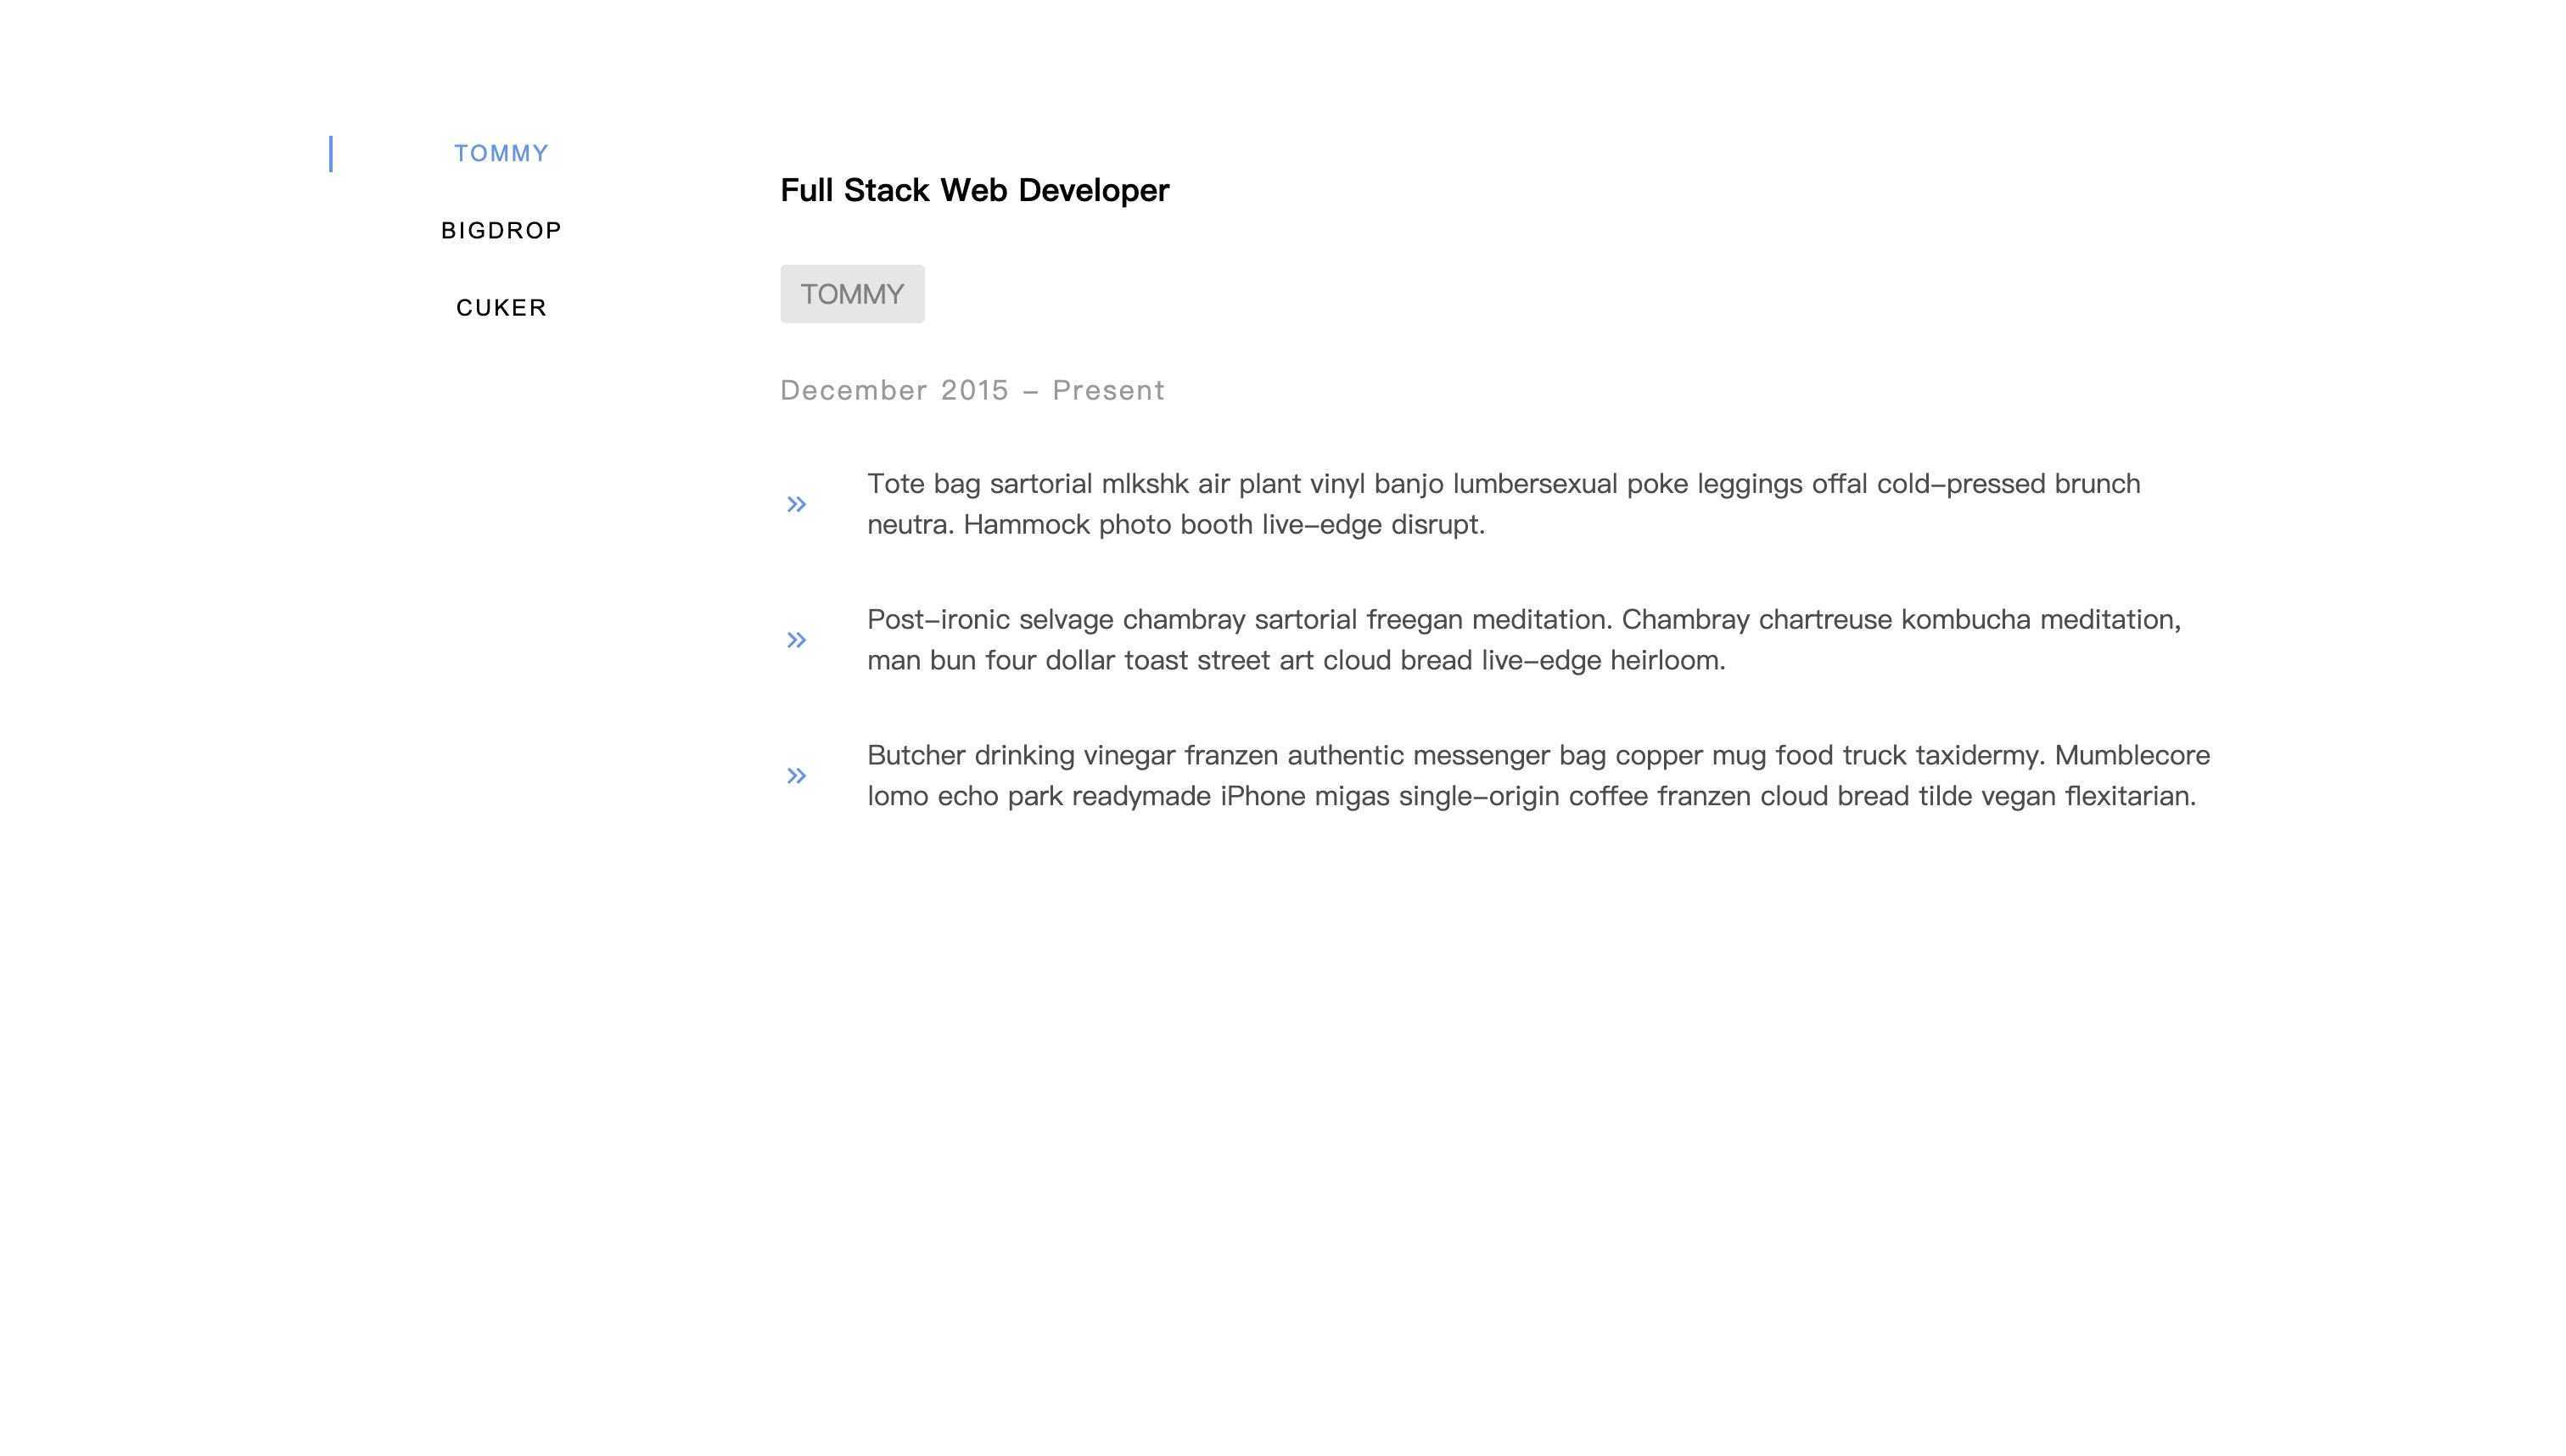 TOMMY
BIGDROP
CUKER
Full Stack Web Developer
TOMMY
December 2015 – Present
Tote bag sartorial mlkshk air plant vinyl banjo lumbersexual poke leggings offal cold–pressed brunch
neutra. Hammock photo booth live–edge disrupt.
Post–ironic selvage chambray sartorial freegan meditation. Chambray chartreuse kombucha meditation,
man bun four dollar toast street art cloud bread live–edge heirloom.
Butcher drinking vinegar franzen authentic messenger bag copper mug food truck taxidermy. Mumblecore
lomo echo park readymade iPhone migas single–origin coffee franzen cloud bread tilde vegan flexitarian.